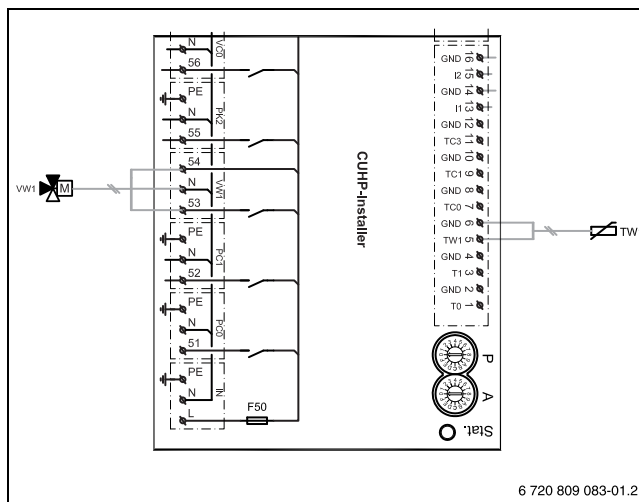 N
VC0
56
PE
PK2
N
55
54
VW1
N
53
PE
PC1
N
52
PE
PC0
N
51
PE
IN
N
L
F50
VW1
M
CUHP-Installer
GND 16
I2 15
GND 14
I1 13
GND 12
TC3 11
GND 10
TC1 9
GND 8
TC0 7
GND 6
TW1 5
GND 4
T1 3
GND 2
T0 1
TW
P
A
Stat.
6 720 809 083-01.2